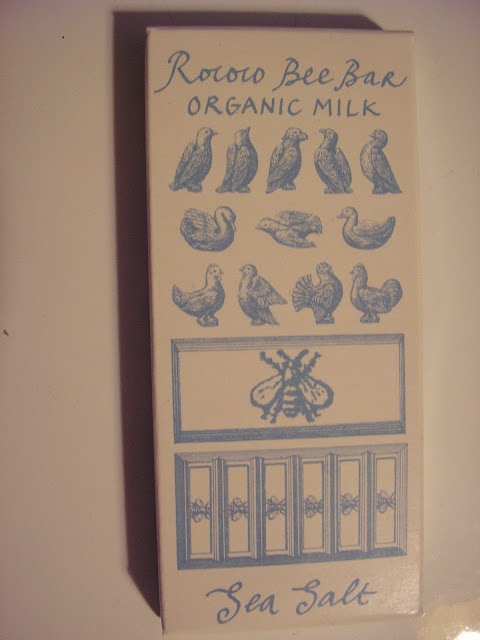 Rococo Bee Bar
ORGANIC MILK
Sea Salt